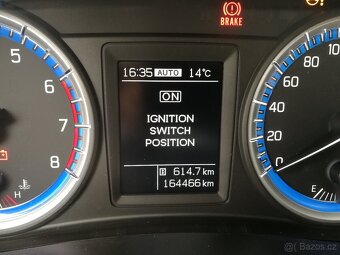 BRAKE
16:35 AUTO 14°C
ON
IGNITION
SWITCH
POSITION
B 614.7 km
164466 km
5
6
7
8
H
100
80
60
40
20
0
E
Bazos.cz